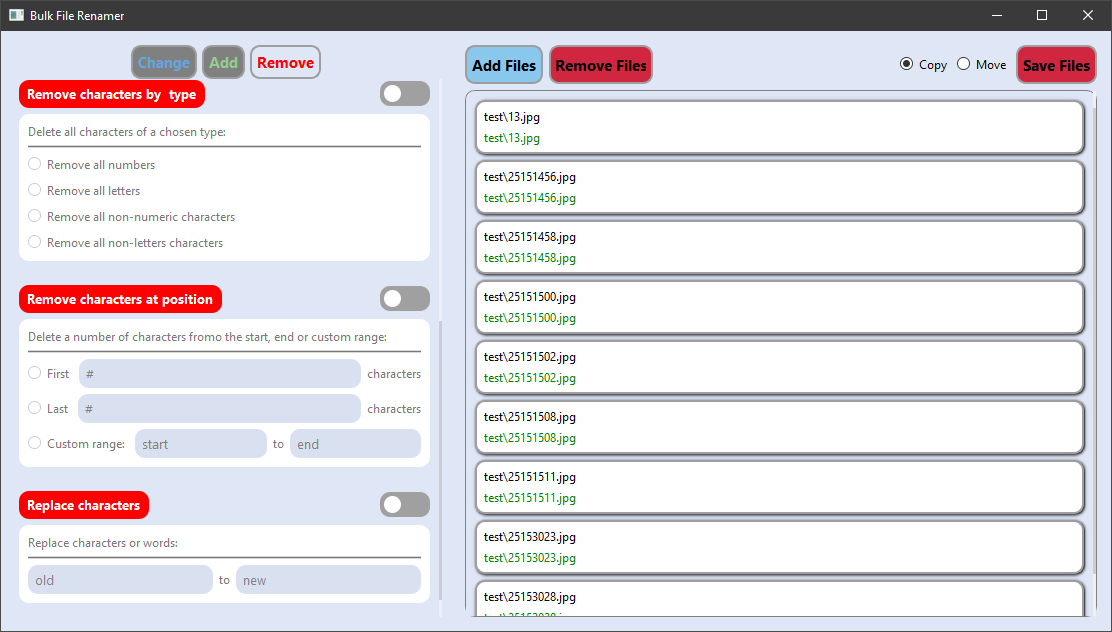 Bulk File Renamer
Change Add Remove
Add Files Remove Files Copy Move Save Files
Remove characters by type
Delete all characters of a chosen type:
Remove all numbers
Remove all letters
Remove all non-numeric characters
Remove all non-letters characters
Remove characters at position
Delete a number of characters fromo the start, end or custom range:
First # characters
Last # characters
Custom range: start to end
Replace characters
Replace characters or words:
old to new
test\13.jpg
test\13.jpg
test\25151456.jpg
test\25151456.jpg
test\25151458.jpg
test\25151458.jpg
test\25151500.jpg
test\25151500.jpg
test\25151502.jpg
test\25151502.jpg
test\25151508.jpg
test\25151508.jpg
test\25151511.jpg
test\25151511.jpg
test\25153023.jpg
test\25153023.jpg
test\25153028.jpg